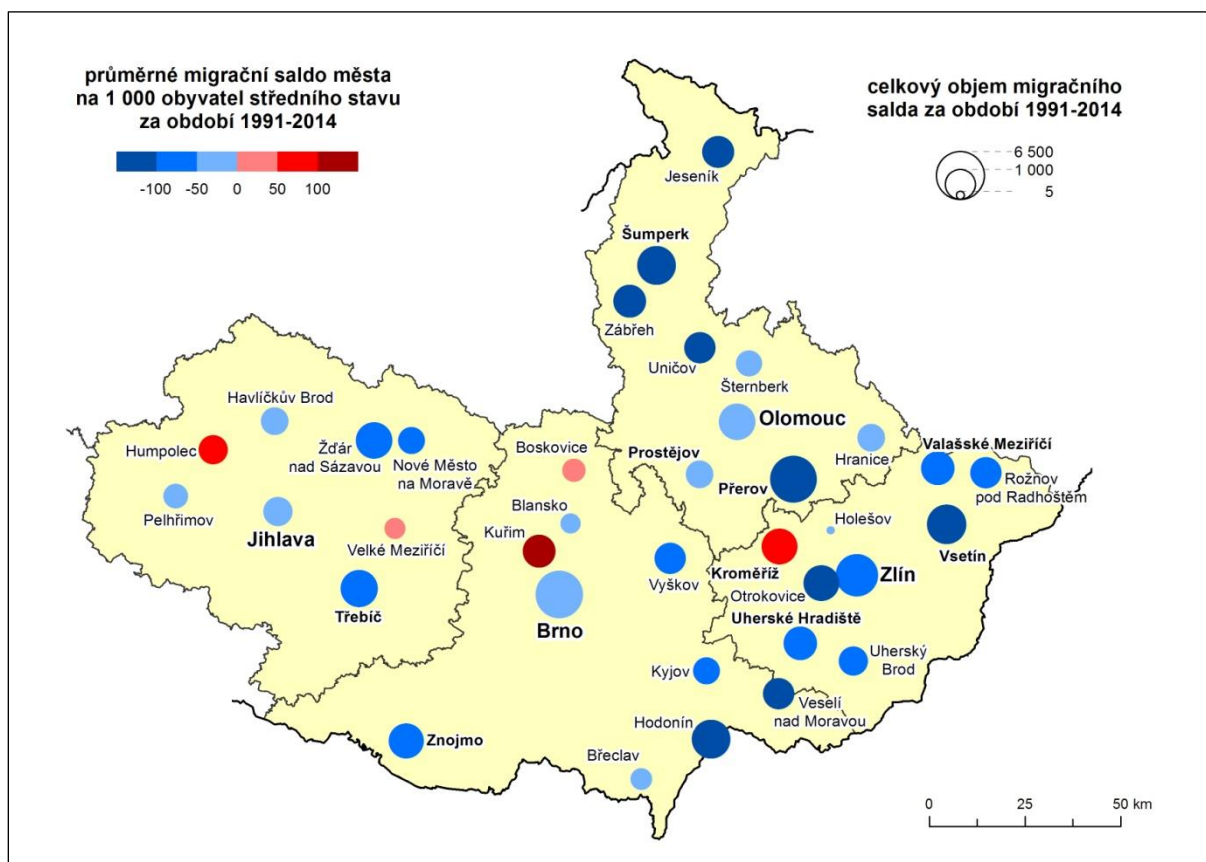 průměrné migrační saldo města
na 1 000 obyvatel středního stavu
za období 1991-2014
-100 -50 0 50 100
celkový objem migračního
salda za období 1991-2014
6 500
1 000
5
Jeseník
Šumperk
Zábřeh
Uničov
Šternberk
Olomouc
Hranice
Prostějov
Přerov
Valašské Meziříčí
Rožnov
pod Radhoštěm
Havlíčkův Brod
Humpolec
Žďár
nad Sázavou
Nové Město
na Moravě
Pelhřimov
Jihlava
Velké Meziříčí
Třebíč
Boskovice
Blansko
Kuřim
Brno
Vyškov
Holešov
Kroměříž
Vsetín
Otrokovice
Zlín
Uherské Hradiště
Uherský
Brod
Kyjov
Veselí
nad Moravou
Hodonín
Znojmo
Břeclav
0 25 50 km